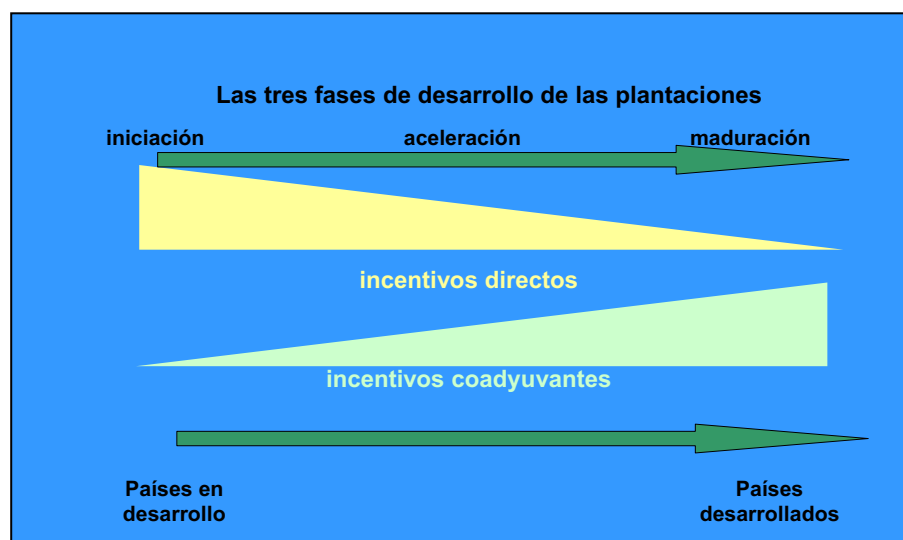 Las tres fases de desarrollo de las plantaciones
iniciación aceleración maduración
incentivos directos
incentivos coadyuvantes
Países en
desarrollo
Países
desarrollados